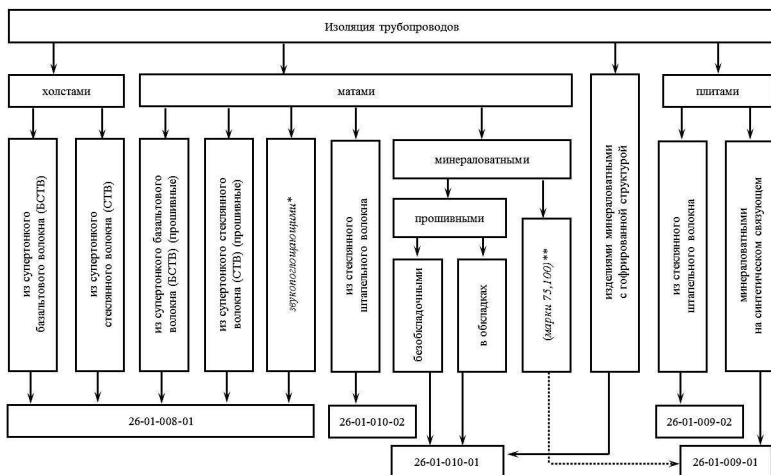 Изоляция трубопроводов
холстами
матами
плитами
минераловатными
прошивными
из супертонкого
базальтового волокна (БСТВ)
из супертонкого
стеклянного волокна (СТВ)
из супертонкого базальтового
волокна (БСТВ) (прошивные)
из супертонкого стеклянного
волокна (СТВ) (прошивные)
звукопоглощающими*
из стеклянного
штапельного волокна
безобкладочными
в обкладках
(марки 75,100)**
изделиями минераловатными
с гофрированной структурой
из стеклянного
штапельного волокна
минераловатными
на синтетическом связующем
26-01-008-01
26-01-010-02
26-01-009-02
26-01-010-01
26-01-009-01